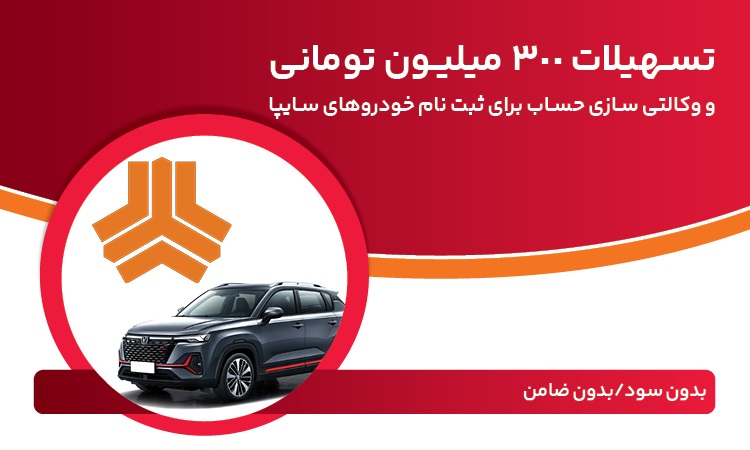 تسهیلات ۳۰۰ میلیون تومانی
و وکالتی سازی حساب برای ثبت نام خودروهای سایپا
بدون سود/بدون ضامن